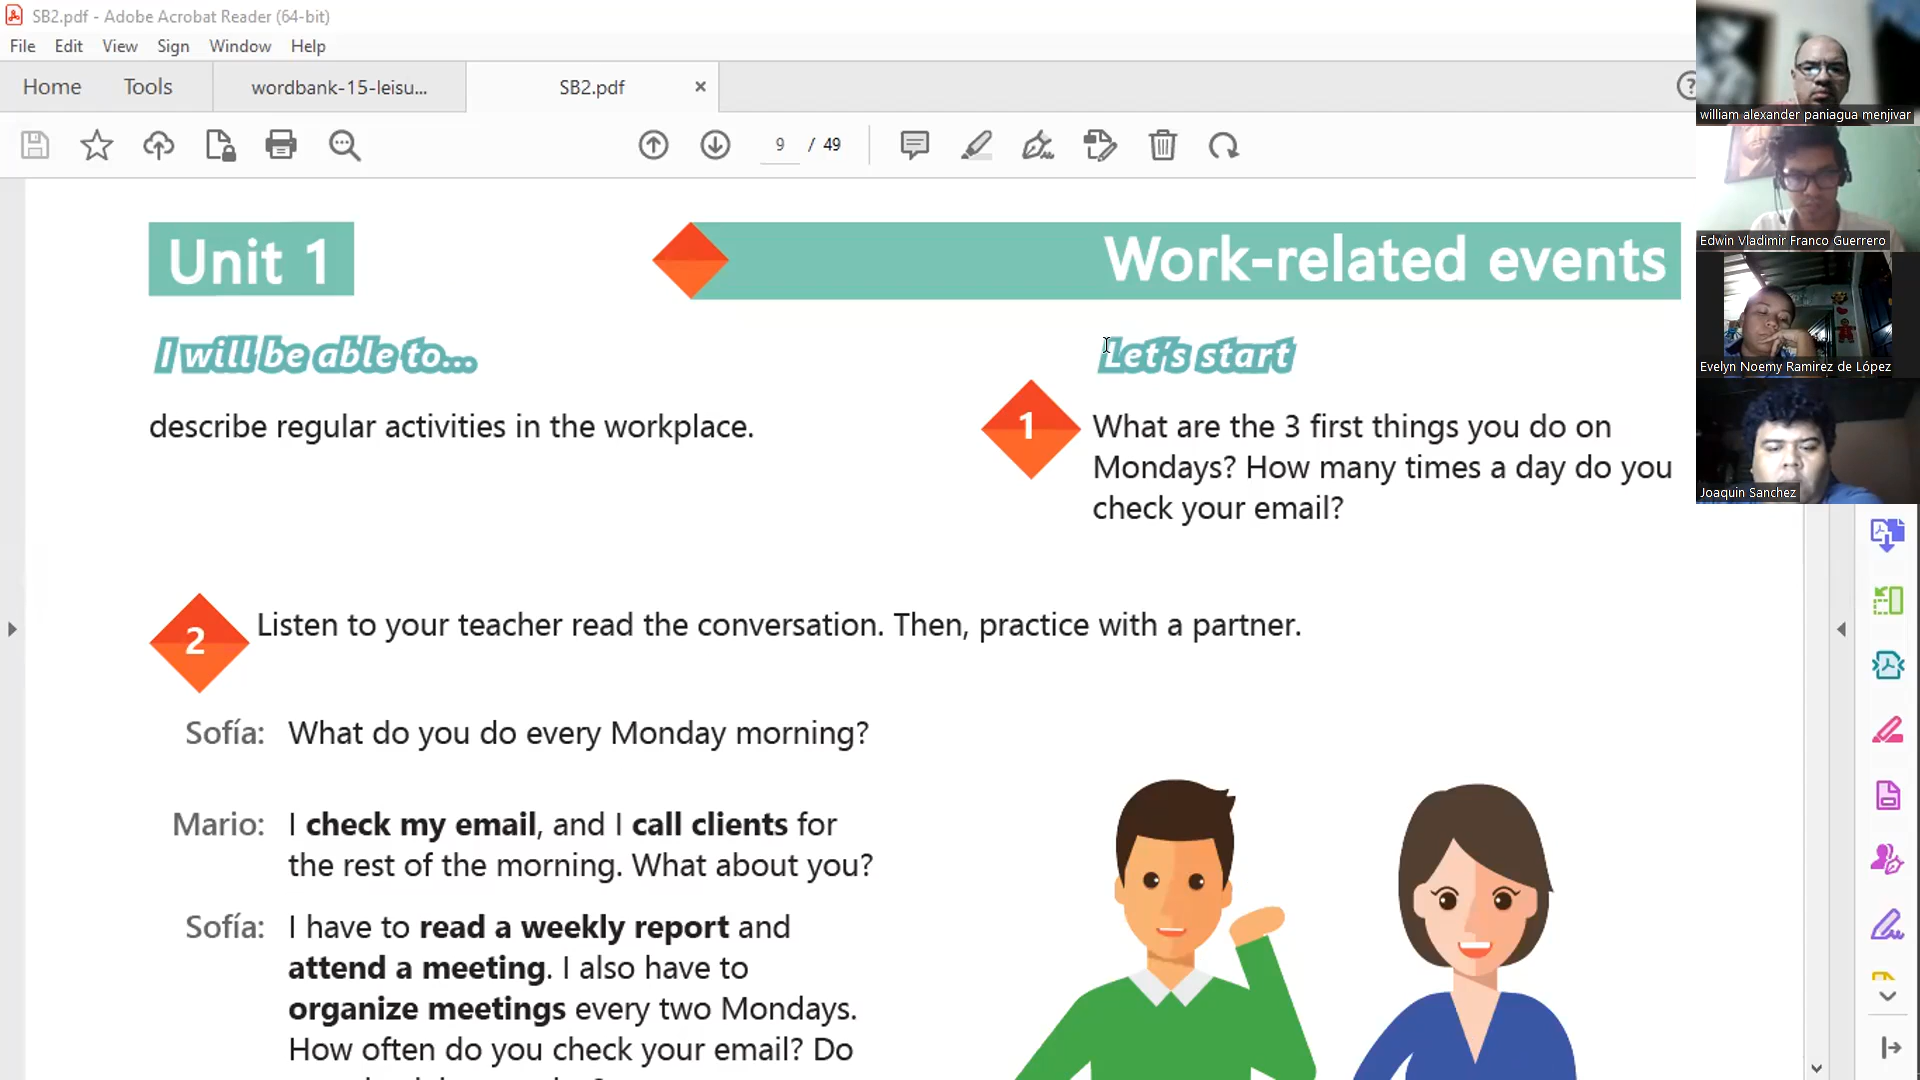 SB2.pdf - Adobe Acrobat Reader (64-bit)
File Edit View Sign Window Help
Home Tools wordbank-15-leisu... SB2.pdf ×
9 / 49
william alexander paniagua menjivar
Edwin Vladimir Franco Guerrero
Evelyn Noemy Ramirez de López
Joaquin Sanchez
Unit 1
Work-related events
I will be able to...
describe regular activities in the workplace.
Let's start
1
What are the 3 first things you do on
Mondays? How many times a day do you
check your email?
2
Listen to your teacher read the conversation. Then, practice with a partner.
Sofía: What do you do every Monday morning?
Mario: I check my email, and I call clients for
the rest of the morning. What about you?
Sofía: I have to read a weekly report and
attend a meeting. I also have to
organize meetings every two Mondays.
How often do you check your email? Do